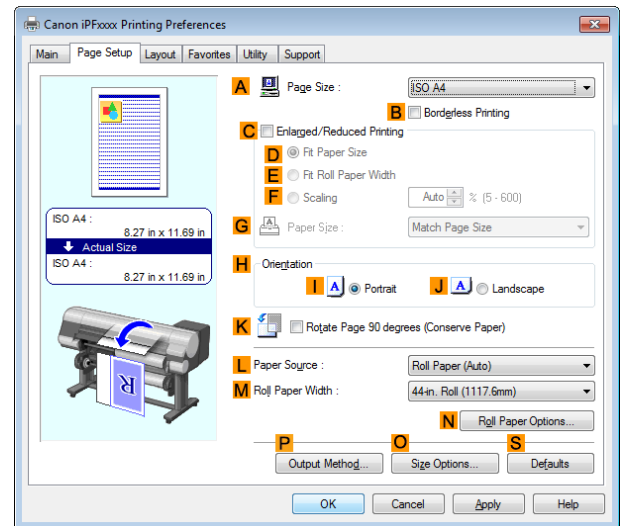 Canon iPFxxxx Printing Preferences
Main Page Setup Layout Favorites Utility Support
A Page Size : ISO A4
B Borderless Printing
C Enlarged/Reduced Printing
D Fit Paper Size
E Fit Roll Paper Width
F Scaling Auto % (5 - 600)
ISO A4 :
8.27 in x 11.69 in
Actual Size
ISO A4 :
8.27 in x 11.69 in
G Paper Size : Match Page Size
H Orientation
I A Portrait J A Landscape
K Rotate Page 90 degrees (Conserve Paper)
R
L Paper Source : Roll Paper (Auto)
M Roll Paper Width : 44-in. Roll (1117.6mm)
N Roll Paper Options...
P O S
Output Method... Size Options... Defaults
OK Cancel Apply Help